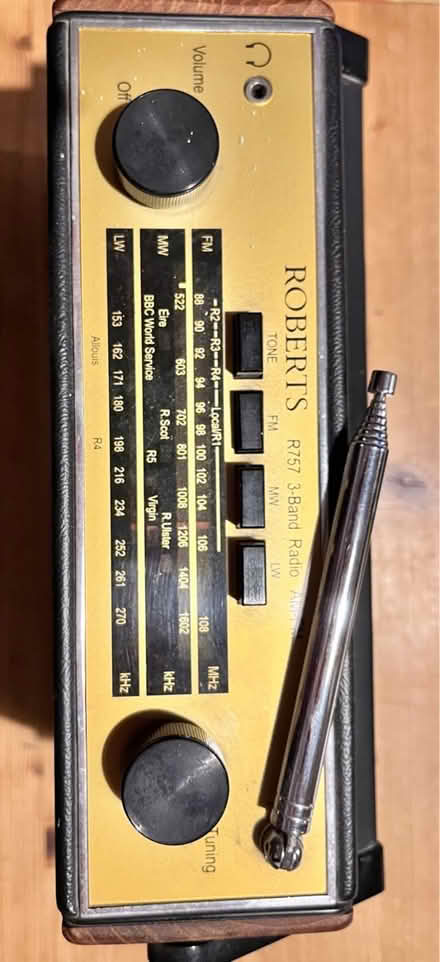 ROBERTS R757 3-Band Radio
TONE FM MW LW
Volume
Off
R2 R3 R4 Local/R1
FM 88 90 92 94 96 98 100 102 104 106 108 MHz
522 603 702 801 1008 1206 1404 1602
MW Eire R.Scot R.Ulster kHz
BBC World Service R5 Virgin
LW 153 162 171 180 198 216 234 252 261 270 kHz
Allouis R4
Tuning